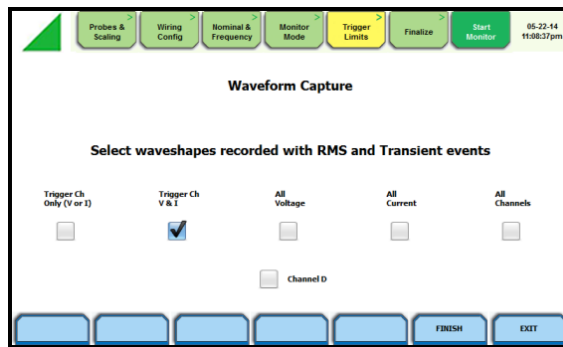 Probes &
Scaling
>
Wiring
Config
>
Nominal &
Frequency
>
Monitor
Mode
>
Trigger
Limits
>
Finalize
>
Start
Monitor
>
05-22-14
11:08:37pm
Waveform Capture
Select waveshapes recorded with RMS and Transient events
Trigger Ch
Only (V or I)
Trigger Ch
V & I
All
Voltage
All
Current
All
Channels
Channel D
FINISH
EXIT